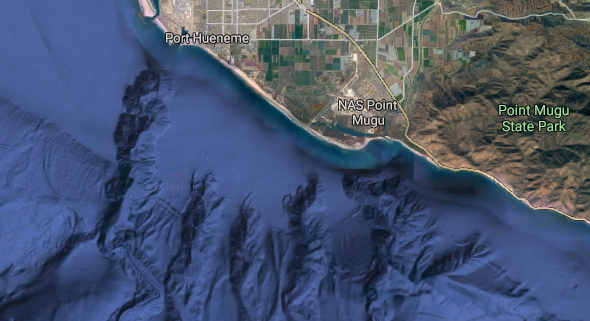 Port Hueneme
NAS Point
Mugu
Point Mugu
State Park